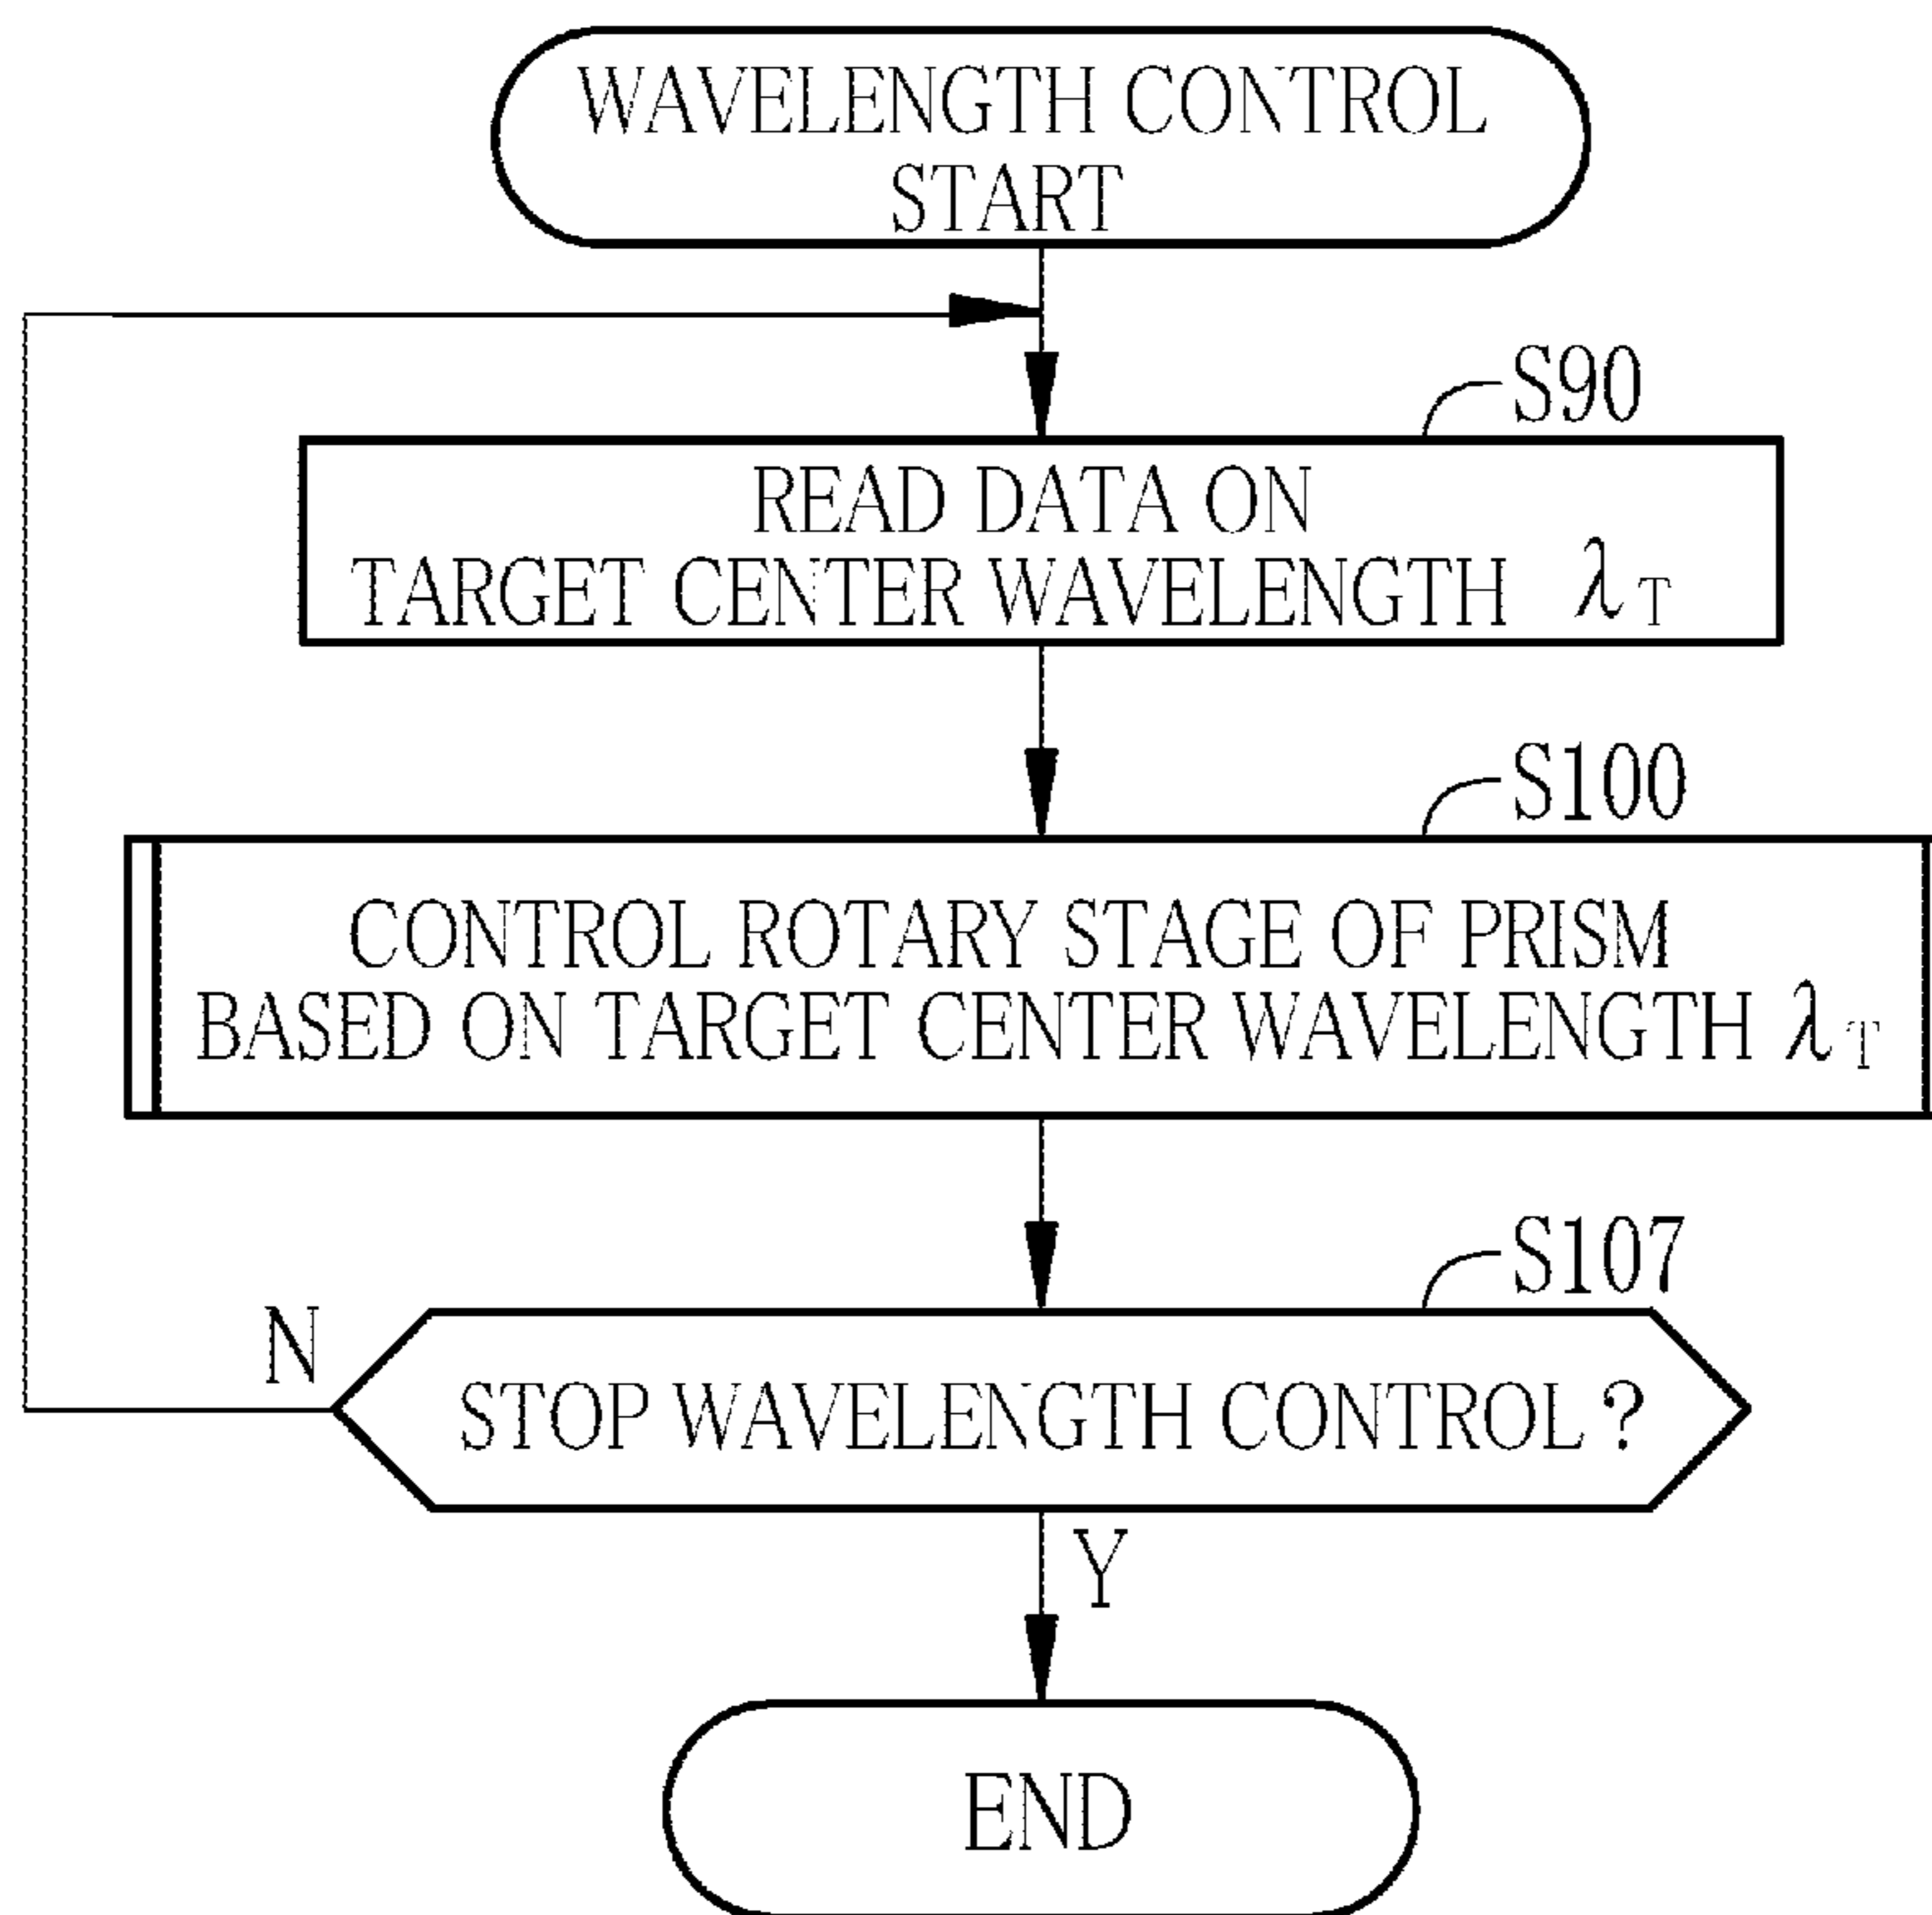 WAVELENGTH CONTROL
START
S90
READ DATA ON
TARGET CENTER WAVELENGTH λT
S100
CONTROL ROTARY STAGE OF PRISM
BASED ON TARGET CENTER WAVELENGTH λT
S107
N
STOP WAVELENGTH CONTROL ?
Y
END